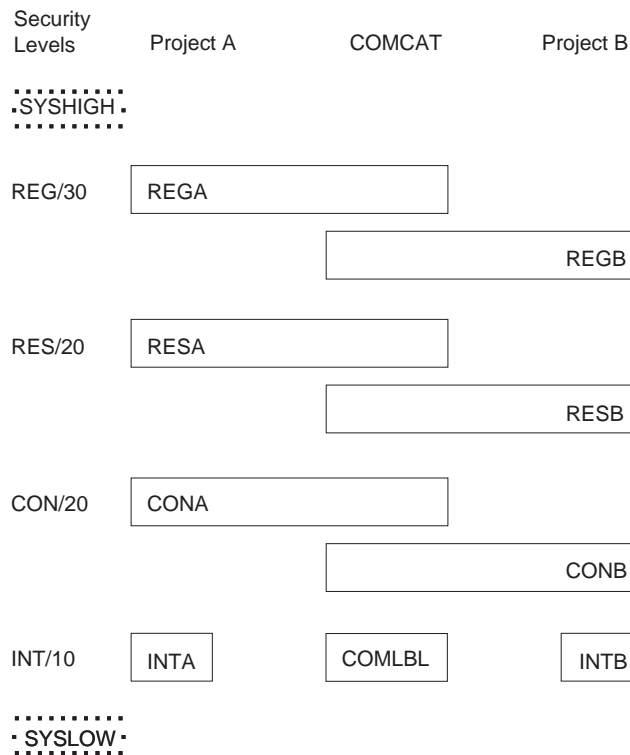 Security
Levels Project A COMCAT Project B
SYSHIGH
REG/30 REGA
REGB
RES/20 RESA
RESB
CON/20 CONA
CONB
INT/10 INTA COMLBL INTB
SYSLOW